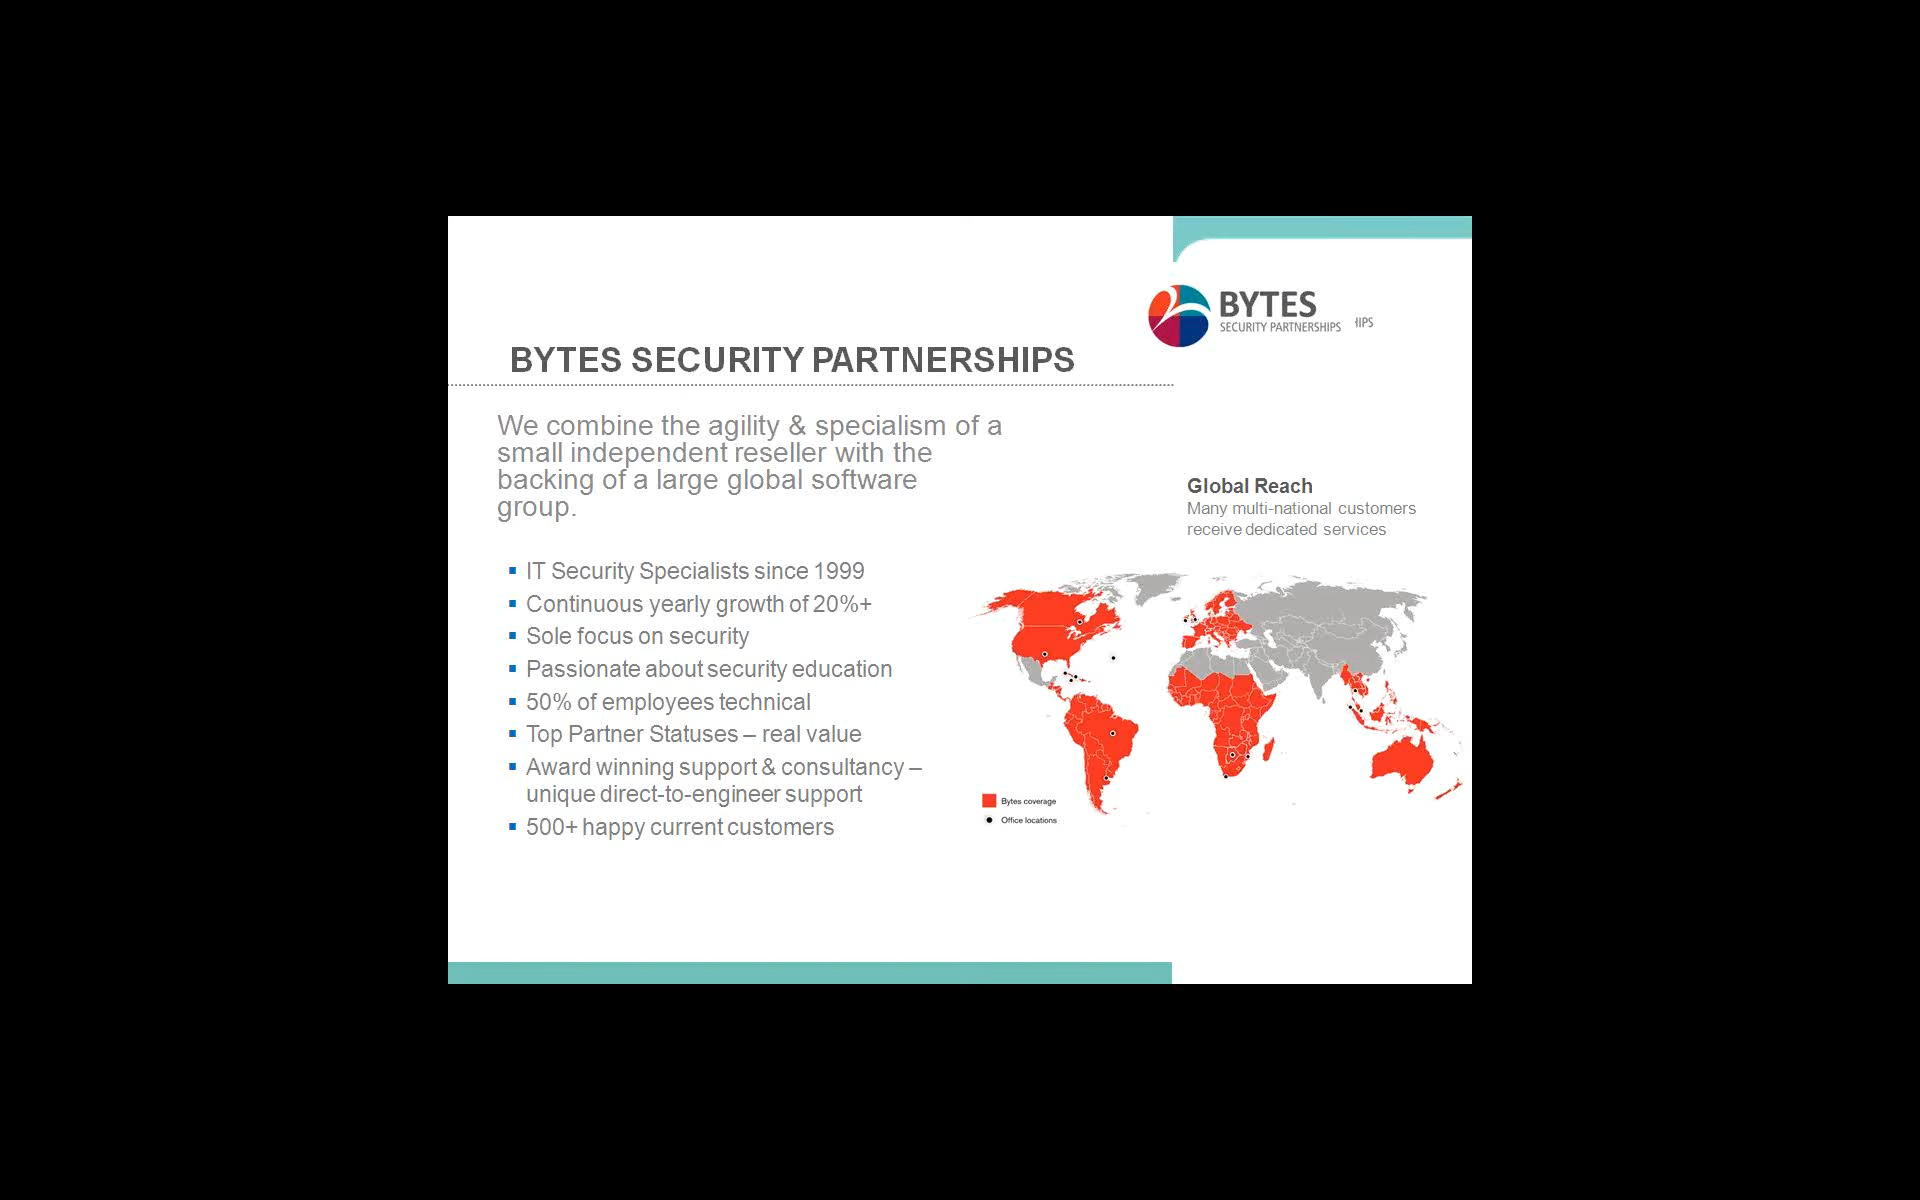 BYTES
SECURITY PARTNERSHIPS
HIPS
BYTES SECURITY PARTNERSHIPS
We combine the agility & specialism of a
small independent reseller with the
backing of a large global software
group.
Global Reach
Many multi-national customers
receive dedicated services
▪ IT Security Specialists since 1999
▪ Continuous yearly growth of 20%+
▪ Sole focus on security
▪ Passionate about security education
▪ 50% of employees technical
▪ Top Partner Statuses – real value
▪ Award winning support & consultancy –
unique direct-to-engineer support
▪ 500+ happy current customers
Bytes coverage
Office locations